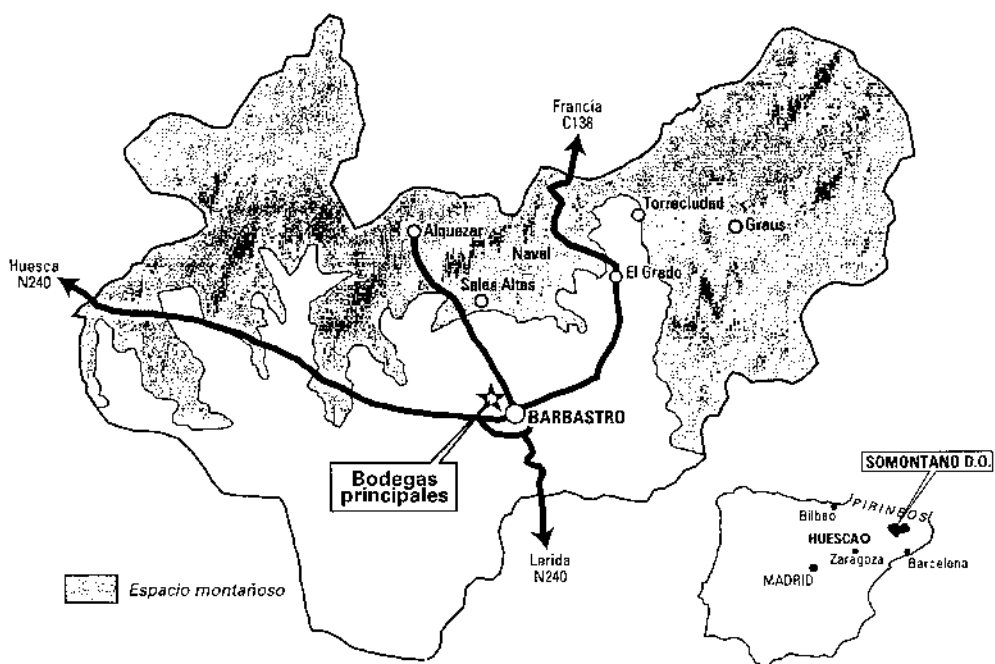 Francia
C138
Torreciudad
Graus
Alquezar
Naval
Huesca
N240
El Grado
Salas Altas
BARBASTRO
Bodegas
principales
SOMONTANO D.O.
PIRINEOS
Bilbao
HUESCA
Zaragoza
Barcelona
MADRID
Lerida
N240
Espacio montañoso